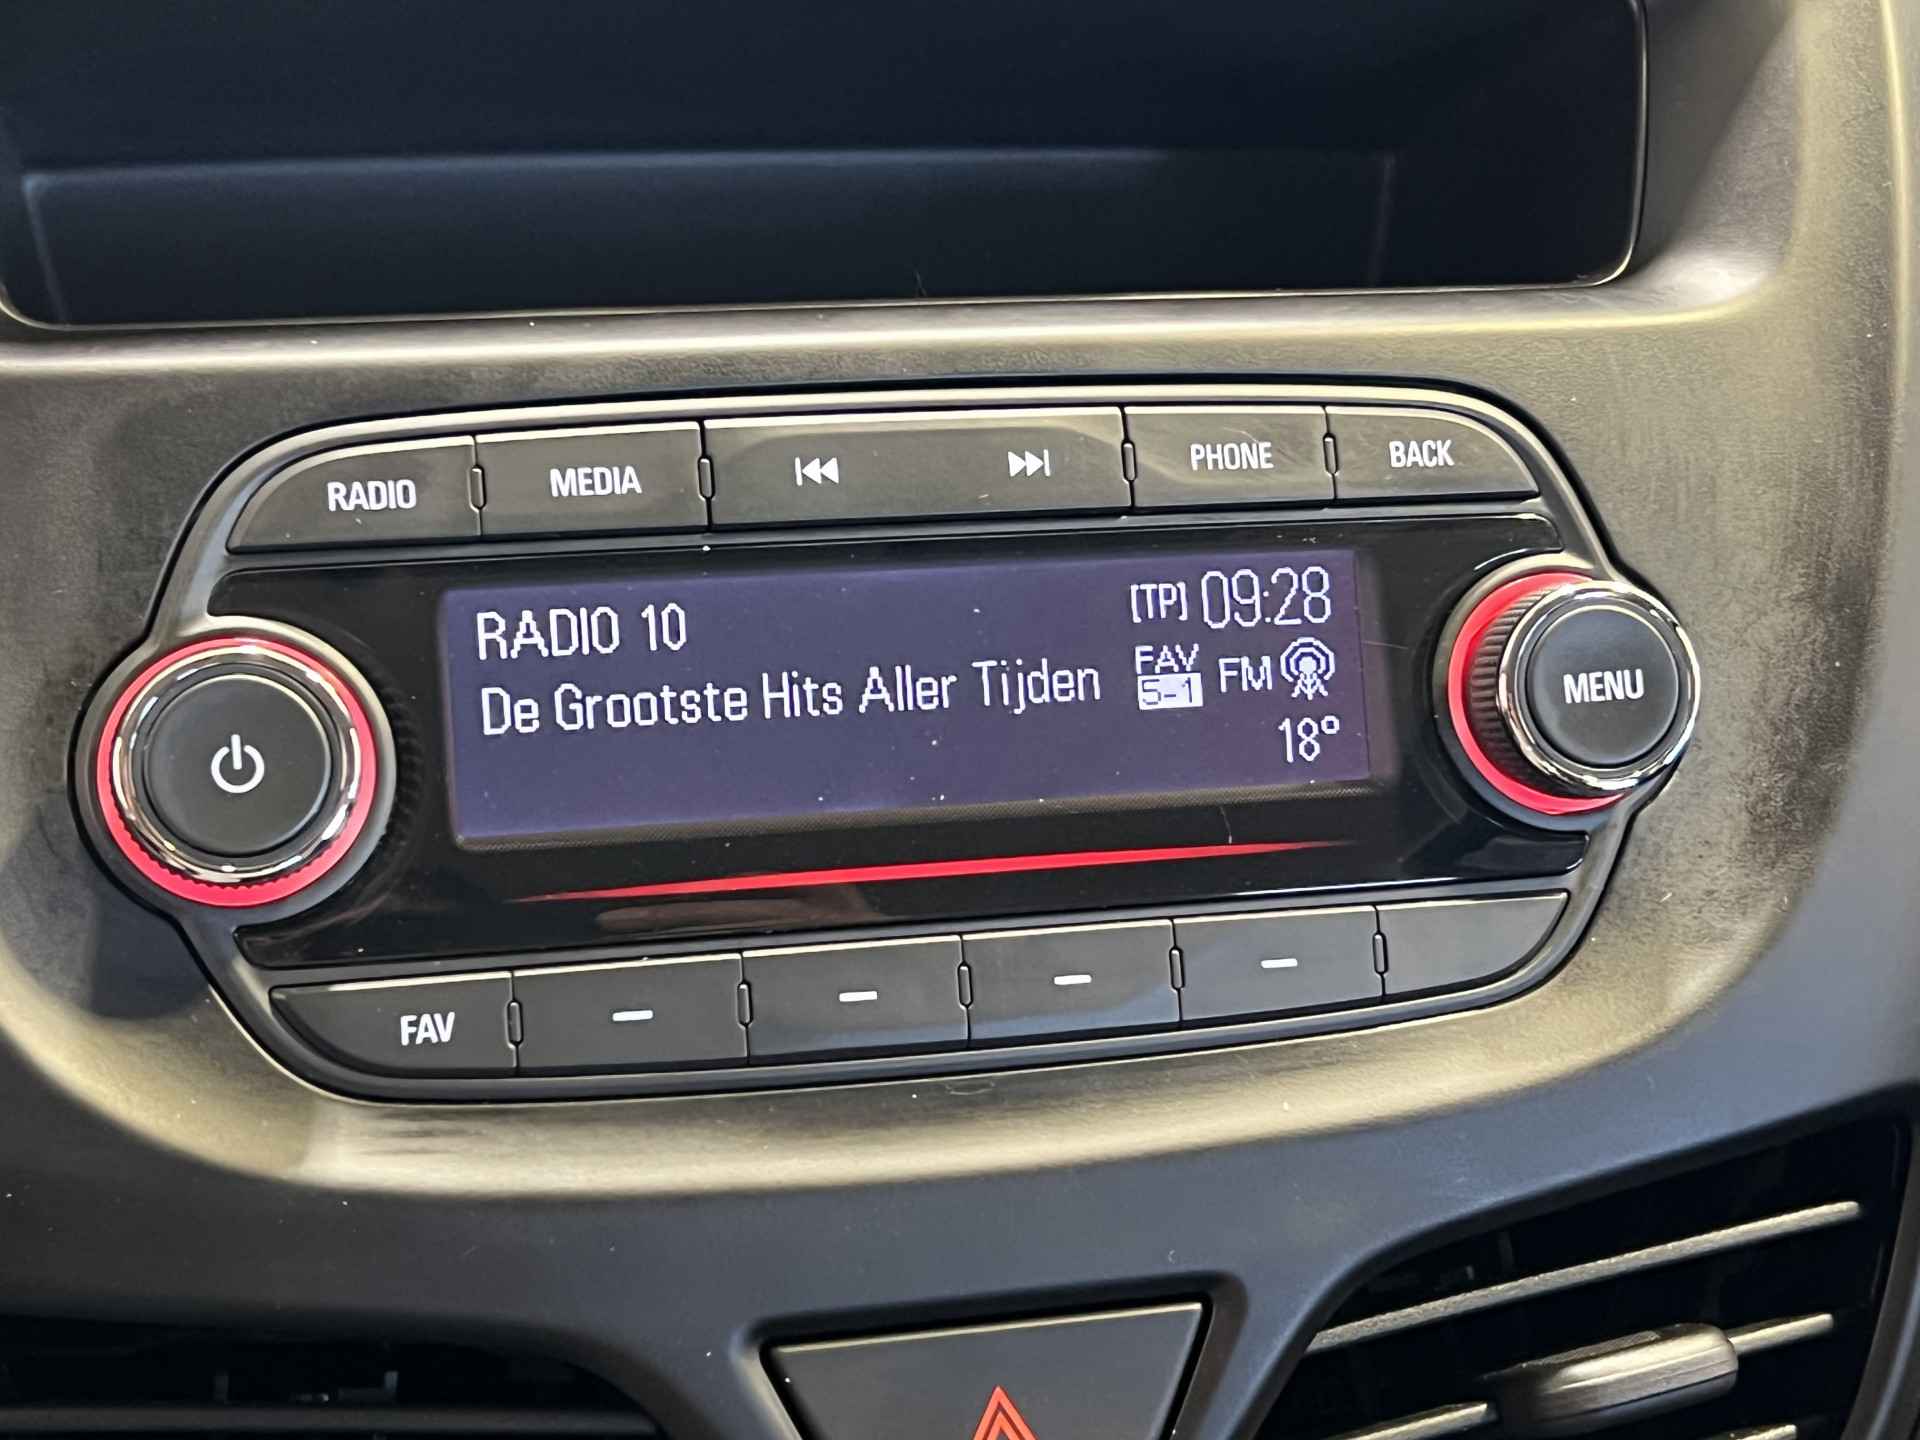 RADIO MEDIA PHONE BACK
RADIO 10 [TP] 09:28
De Grootste Hits Aller Tijden FAV FM
5-1
18°
MENU
FAV